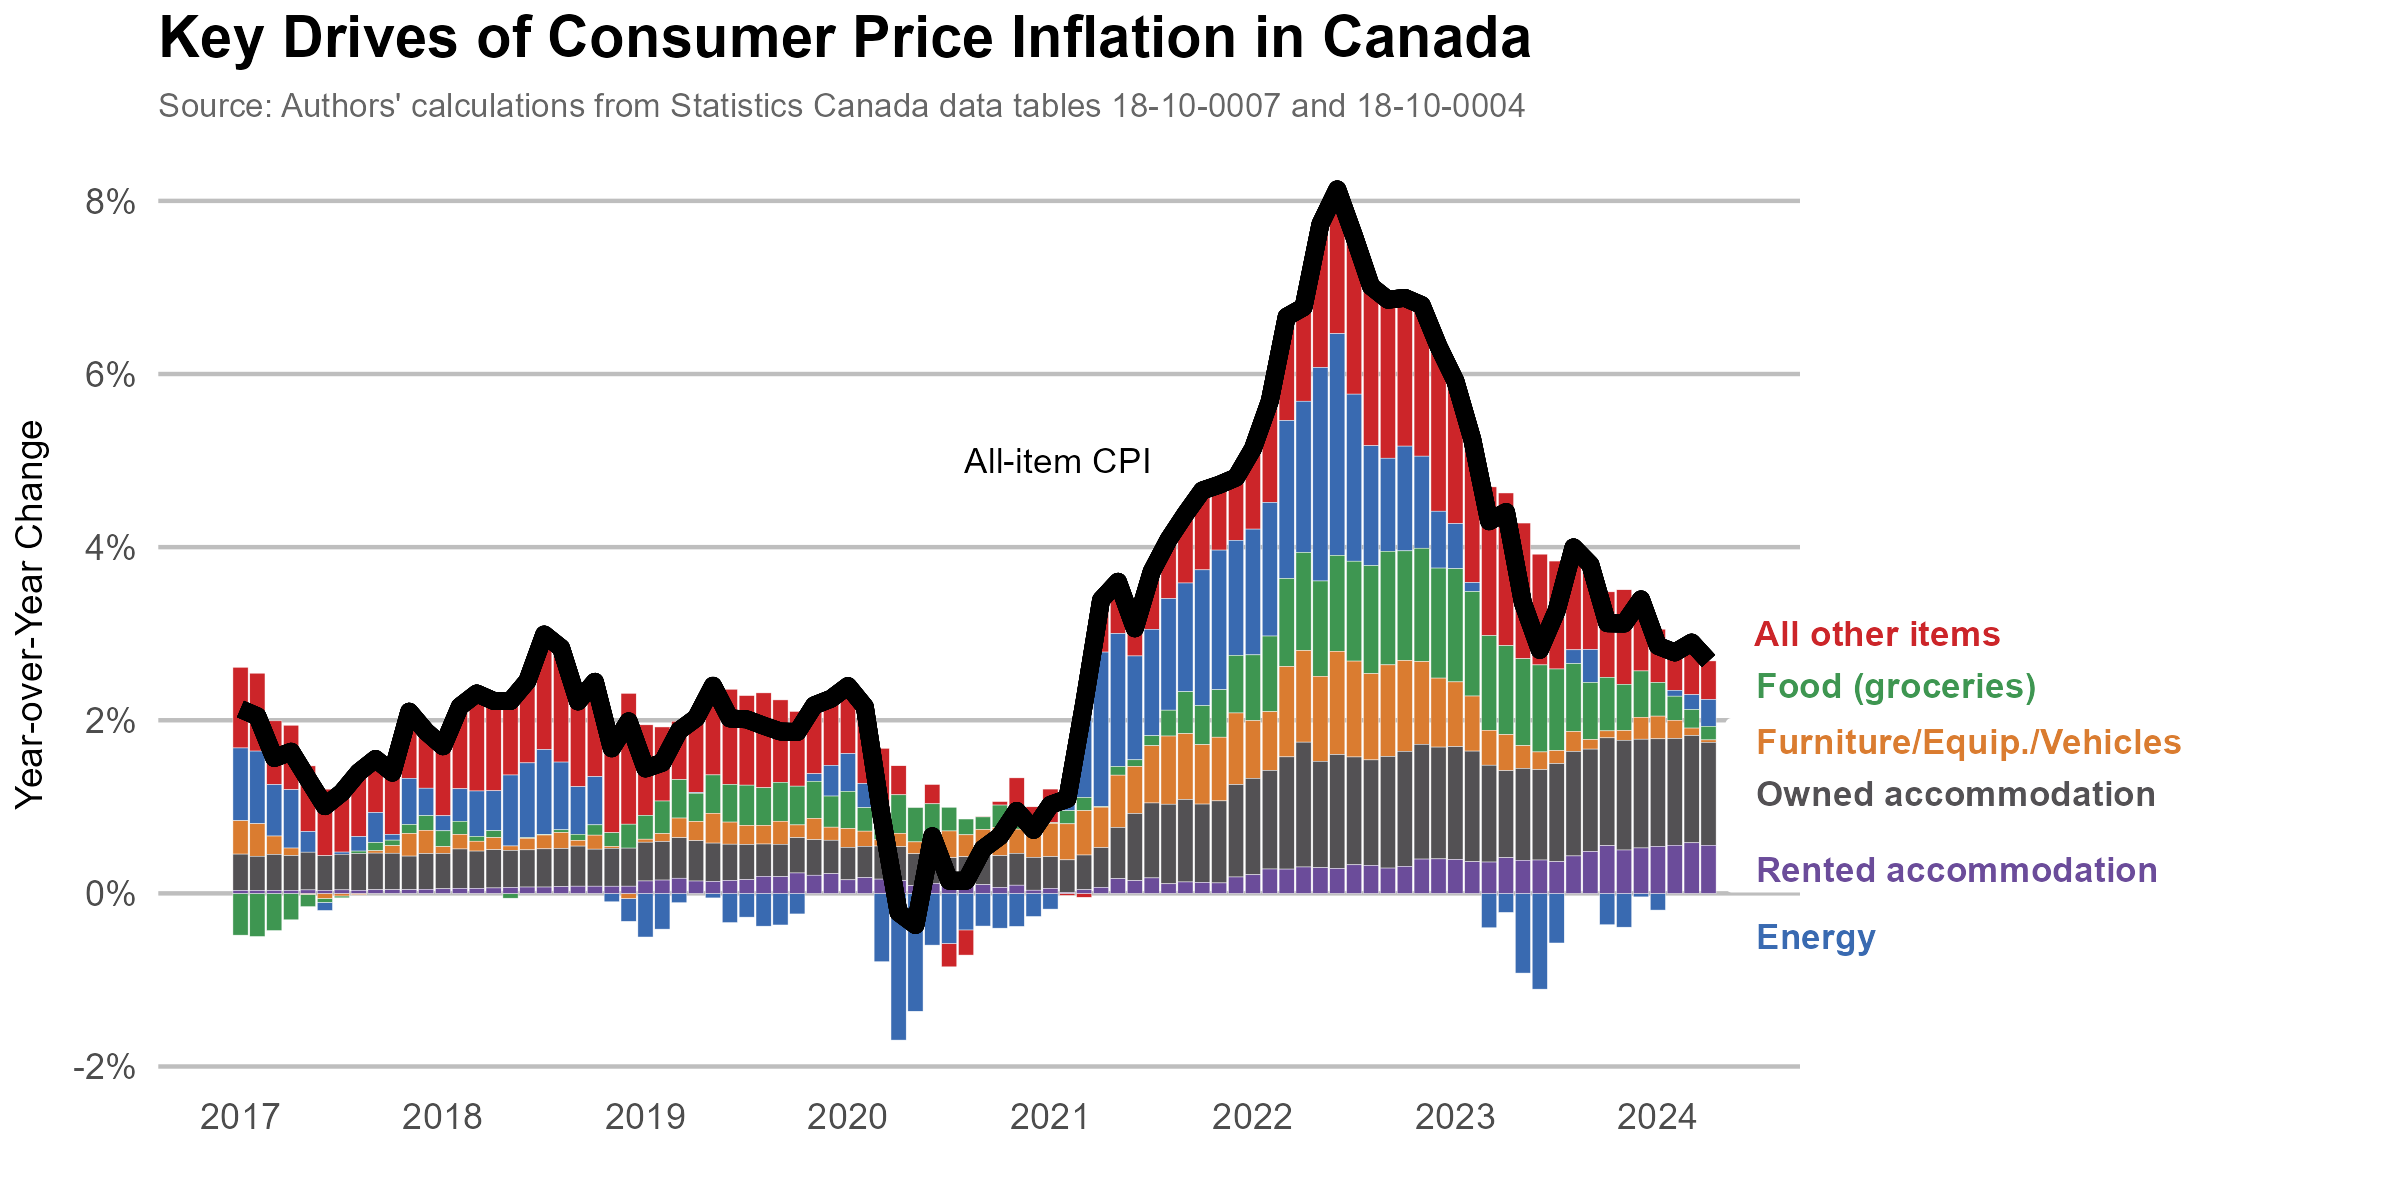 Key Drives of Consumer Price Inflation in Canada
Source: Authors' calculations from Statistics Canada data tables 18-10-0007 and 18-10-0004
Year-over-Year Change
8%
6%
4%
2%
0%
-2%
All-item CPI
All other items
Food (groceries)
Furniture/Equip./Vehicles
Owned accommodation
Rented accommodation
Energy
2017 2018 2019 2020 2021 2022 2023 2024